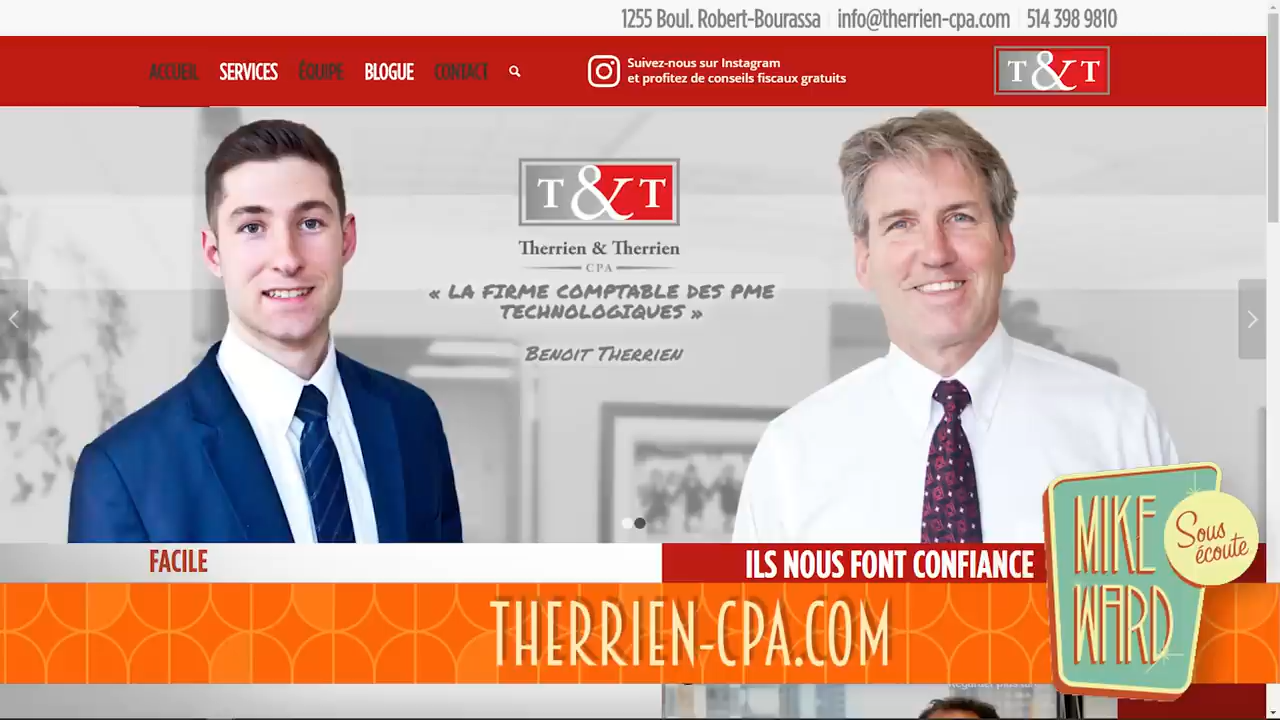 1255 Boul. Robert-Bourassa info@therrien-cpa.com 514 398 9810
ACCUEIL SERVICES ÉQUIPE BLOGUE CONTACT
Suivez-nous sur Instagram
et profitez de conseils fiscaux gratuits
T&T
T&T
Therrien & Therrien
CPA
« LA FIRME COMPTABLE DES PME
TECHNOLOGIQUES »
BENOIT THERRIEN
FACILE
ILS NOUS FONT CONFIANCE
MIKE
WARD
Sous
écoute
THERRIEN-CPA.COM